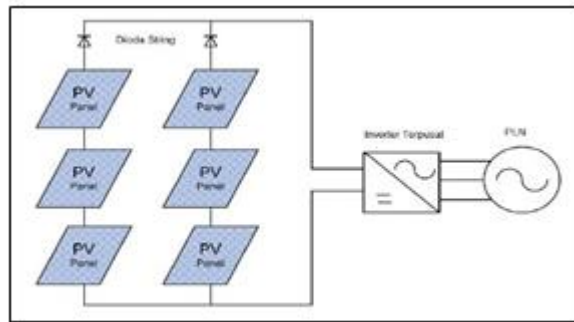 Dioda String
PV
Panel
PV
Panel
PV
Panel
PV
Panel
PV
Panel
PV
Panel
Inverter Terpusat
PLN